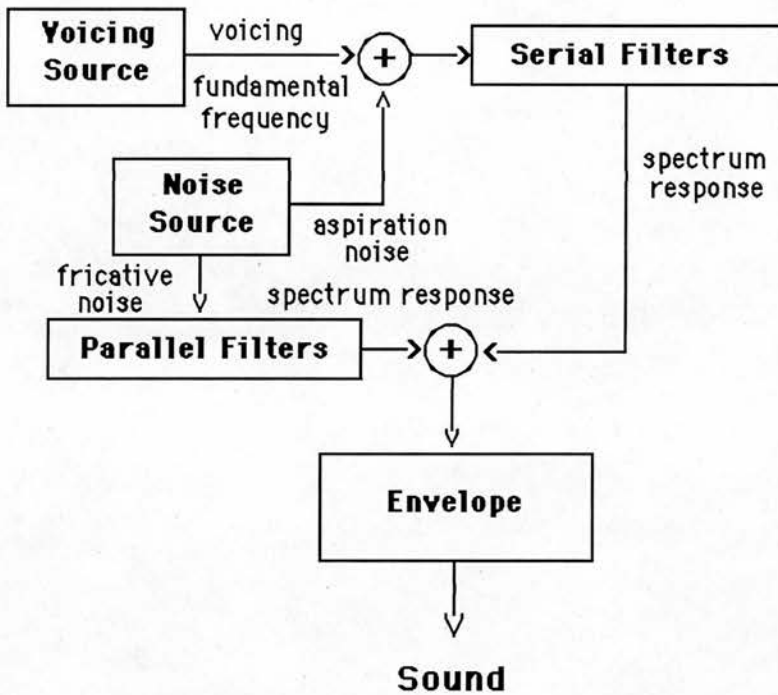 Voicing
Source
voicing
fundamental
frequency
+
Serial Filters
spectrum
response
Noise
Source
aspiration
noise
fricative
noise
spectrum response
Parallel Filters
+
Envelope
Sound